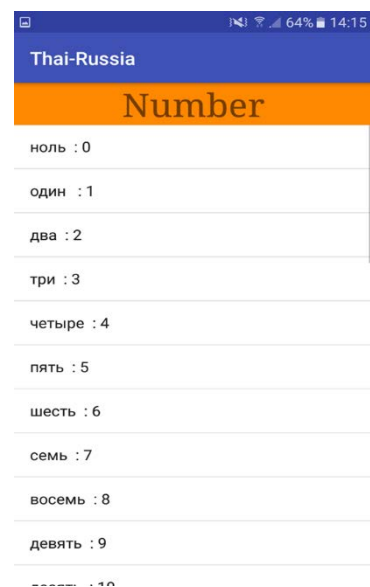 64% 14:15
Thai-Russia
Number
ноль : 0
один : 1
два : 2
три : 3
четыре : 4
пять : 5
шесть : 6
семь : 7
восемь : 8
девять : 9